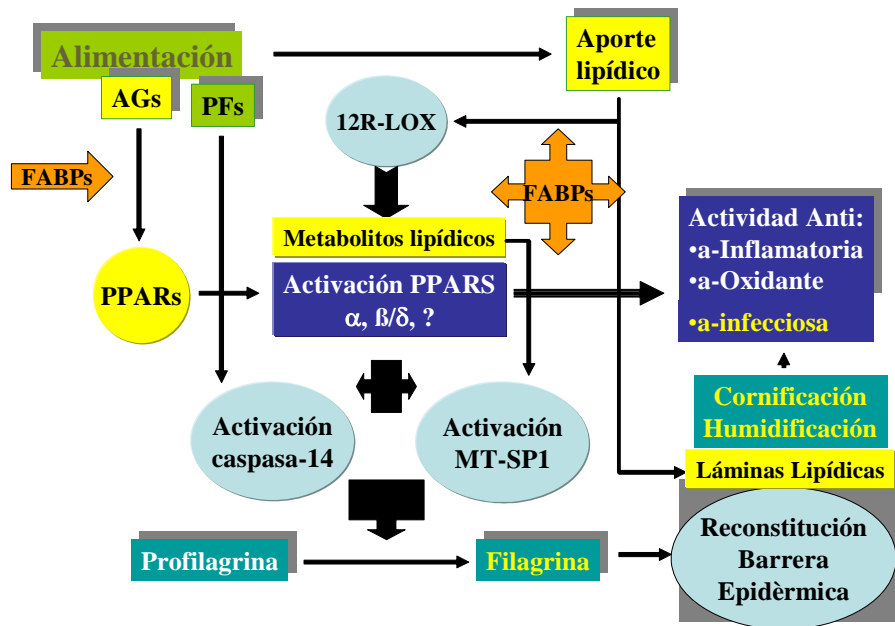 Alimentación
Aporte
lipídico
AGs
PFs
12R-LOX
FABPs
FABPs
Metabolitos lipídicos
Actividad Anti:
•a-Inflamatoria
•a-Oxidante
•a-infecciosa
PPARs
Activación PPARS
α, ß/δ, ?
Cornificación
Humidificación
Activación
caspasa-14
Activación
MT-SP1
Láminas Lipídicas
Reconstitución
Barrera
Epidèrmica
Profilagrina
Filagrina